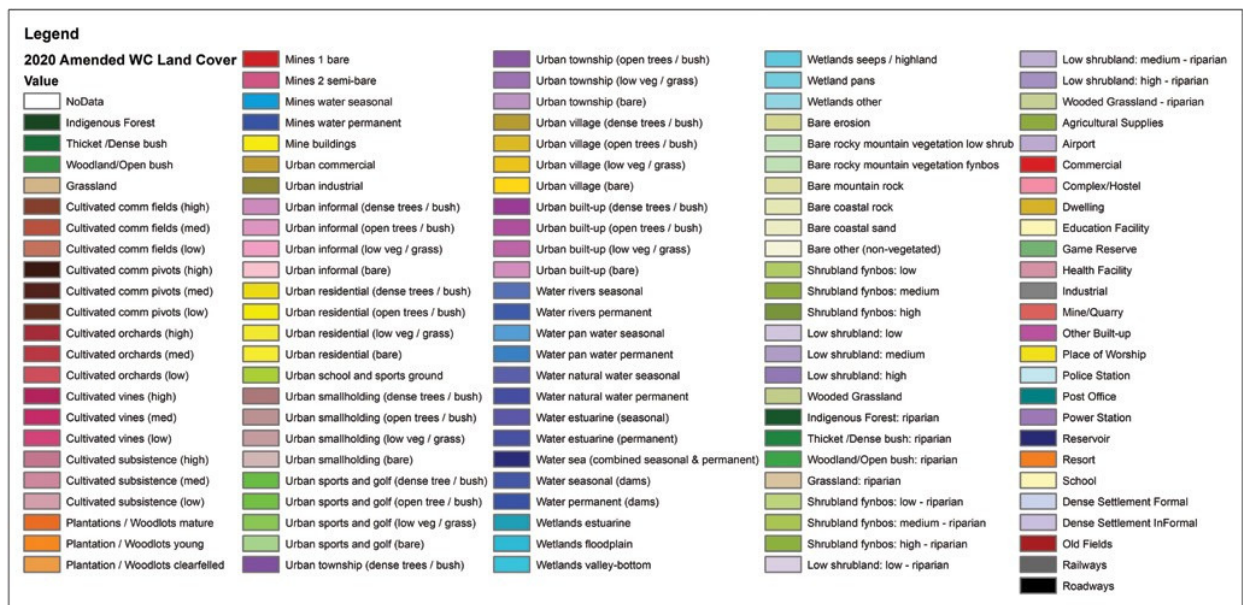 Legend
2020 Amended WC Land Cover
Value
NoData
Indigenous Forest
Thicket /Dense bush
Woodland/Open bush
Grassland
Cultivated comm fields (high)
Cultivated comm fields (med)
Cultivated comm fields (low)
Cultivated comm pivots (high)
Cultivated comm pivots (med)
Cultivated comm pivots (low)
Cultivated orchards (high)
Cultivated orchards (med)
Cultivated orchards (low)
Cultivated vines (high)
Cultivated vines (med)
Cultivated vines (low)
Cultivated subsistence (high)
Cultivated subsistence (med)
Cultivated subsistence (low)
Plantations / Woodlots mature
Plantation / Woodlots young
Plantation / Woodlots clearfelled
Mines 1 bare
Mines 2 semi-bare
Mines water seasonal
Mines water permanent
Mine buildings
Urban commercial
Urban industrial
Urban informal (dense trees / bush)
Urban informal (open trees / bush)
Urban informal (low veg / grass)
Urban informal (bare)
Urban residential (dense trees / bush)
Urban residential (open trees / bush)
Urban residential (low veg / grass)
Urban residential (bare)
Urban school and sports ground
Urban smallholding (dense trees / bush)
Urban smallholding (open trees / bush)
Urban smallholding (low veg / grass)
Urban smallholding (bare)
Urban sports and golf (dense tree / bush)
Urban sports and golf (open tree / bush)
Urban sports and golf (low veg / grass)
Urban sports and golf (bare)
Urban township (dense trees / bush)
Urban township (open trees / bush)
Urban township (low veg / grass)
Urban township (bare)
Urban village (dense trees / bush)
Urban village (open trees / bush)
Urban village (low veg / grass)
Urban village (bare)
Urban built-up (dense trees / bush)
Urban built-up (open trees / bush)
Urban built-up (low veg / grass)
Urban built-up (bare)
Water rivers seasonal
Water rivers permanent
Water pan water seasonal
Water pan water permanent
Water natural water seasonal
Water natural water permanent
Water estuarine (seasonal)
Water estuarine (permanent)
Water sea (combined seasonal & permanent)
Water seasonal (dams)
Water permanent (dams)
Wetlands estuarine
Wetlands floodplain
Wetlands valley-bottom
Wetlands seeps / highland
Wetland pans
Wetlands other
Bare erosion
Bare rocky mountain vegetation low shrub
Bare rocky mountain vegetation fynbos
Bare mountain rock
Bare coastal rock
Bare coastal sand
Bare other (non-vegetated)
Shrubland fynbos: low
Shrubland fynbos: medium
Shrubland fynbos: high
Low shrubland: low
Low shrubland: medium
Low shrubland: high
Wooded Grassland
Indigenous Forest: riparian
Thicket /Dense bush: riparian
Woodland/Open bush: riparian
Grassland: riparian
Shrubland fynbos: low - riparian
Shrubland fynbos: medium - riparian
Shrubland fynbos: high - riparian
Low shrubland: low - riparian
Low shrubland: medium - riparian
Low shrubland: high - riparian
Wooded Grassland - riparian
Agricultural Supplies
Airport
Commercial
Complex/Hostel
Dwelling
Education Facility
Game Reserve
Health Facility
Industrial
Mine/Quarry
Other Built-up
Place of Worship
Police Station
Post Office
Power Station
Reservoir
Resort
School
Dense Settlement Formal
Dense Settlement InFormal
Old Fields
Railways
Roadways